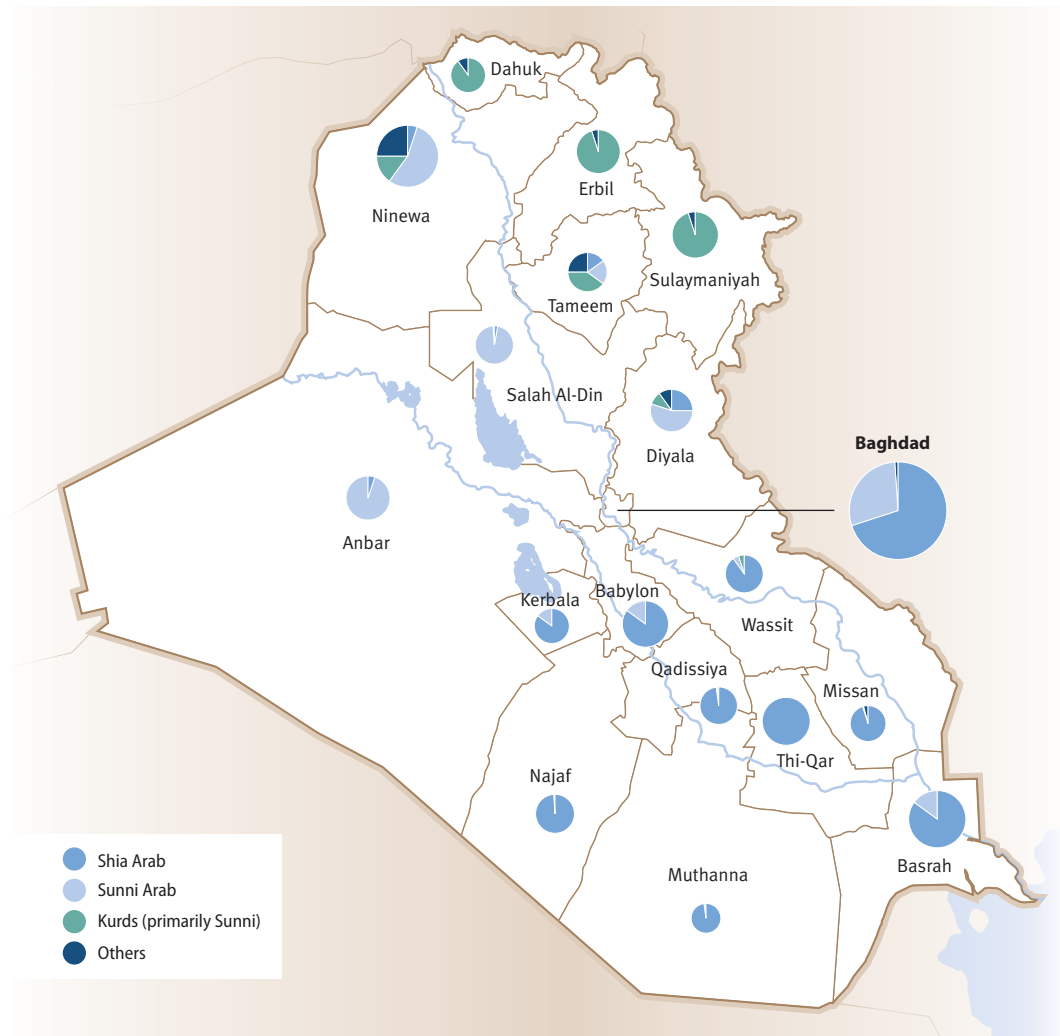 Dahuk
Erbil
Ninewa
Sulaymaniyah
Tameem
Salah Al-Din
Baghdad
Diyala
Anbar
Kerbala
Babylon
Wassit
Qadissiya
Missan
Thi-Qar
Najaf
Basrah
Muthanna
Shia Arab
Sunni Arab
Kurds (primarily Sunni)
Others